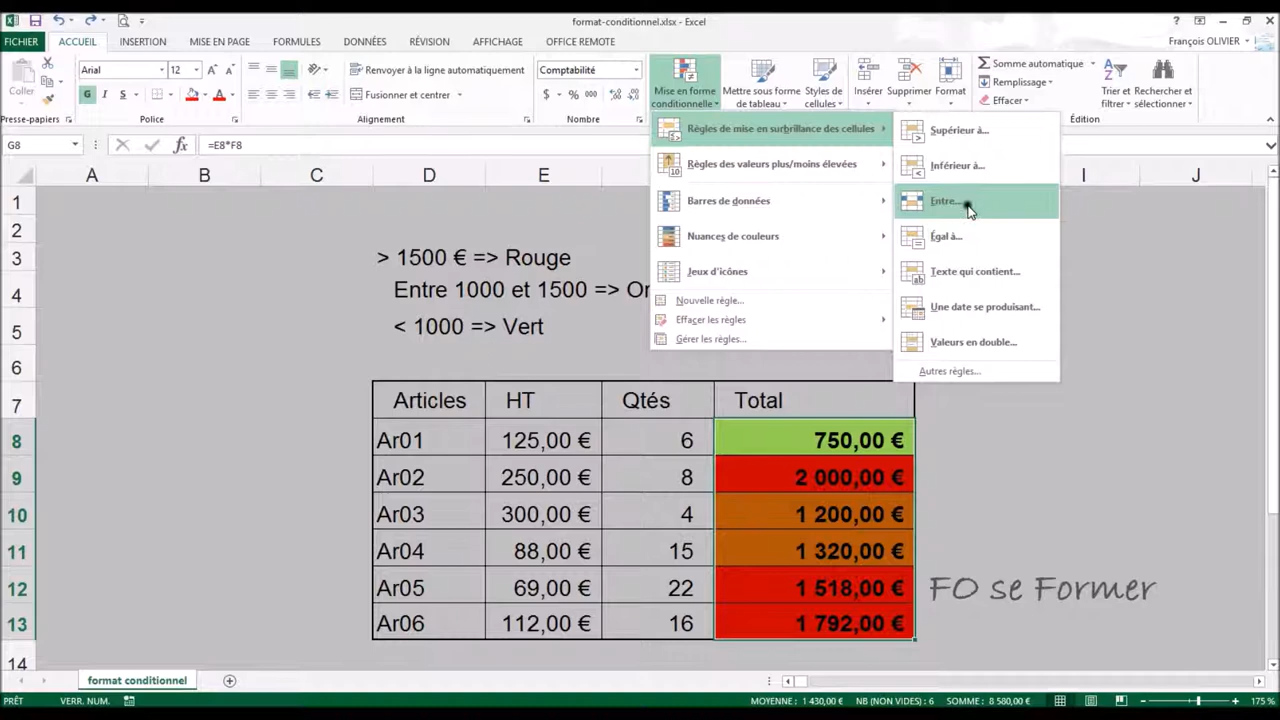 format-conditionnel.xlsx - Excel
FICHIER ACCUEIL INSERTION MISE EN PAGE FORMULES DONNÉES RÉVISION AFFICHAGE OFFICE REMOTE François OLIVIER
Coller Arial 12 Renvoyer à la ligne automatiquement Comptabilité Mise en forme conditionnelle Mettre sous forme de tableau Styles de cellules Insérer Supprimer Format Somme automatique Trier et filtrer Rechercher et sélectionner
G I S Fusionner et centrer $ % 000 Remplissage
Effacer
Presse-papiers Police Alignement Nombre Édition
G8 =E8*F8
Règles de mise en surbrillance des cellules
Règles des valeurs plus/moins élevées
Barres de données
Nuances de couleurs
Jeux d'icônes
Nouvelle règle...
Effacer les règles
Gérer les règles...
Supérieur à...
Inférieur à...
Entre...
Égal à...
Texte qui contient...
Une date se produisant...
Valeurs en double...
Autres règles...
A B C D E I J
1
2
3 > 1500 € => Rouge
4 Entre 1000 et 1500 => Or
5 < 1000 => Vert
6
7 Articles HT Qtés Total
8 Ar01 125,00 € 6 750,00 €
9 Ar02 250,00 € 8 2 000,00 €
10 Ar03 300,00 € 4 1 200,00 €
11 Ar04 88,00 € 15 1 320,00 €
12 Ar05 69,00 € 22 1 518,00 €
13 Ar06 112,00 € 16 1 792,00 €
14
FO se Former
format conditionnel
PRÊT VERR. NUM. MOYENNE : 1 430,00 € NB (NON VIDES) : 6 SOMME : 8 580,00 € 175 %